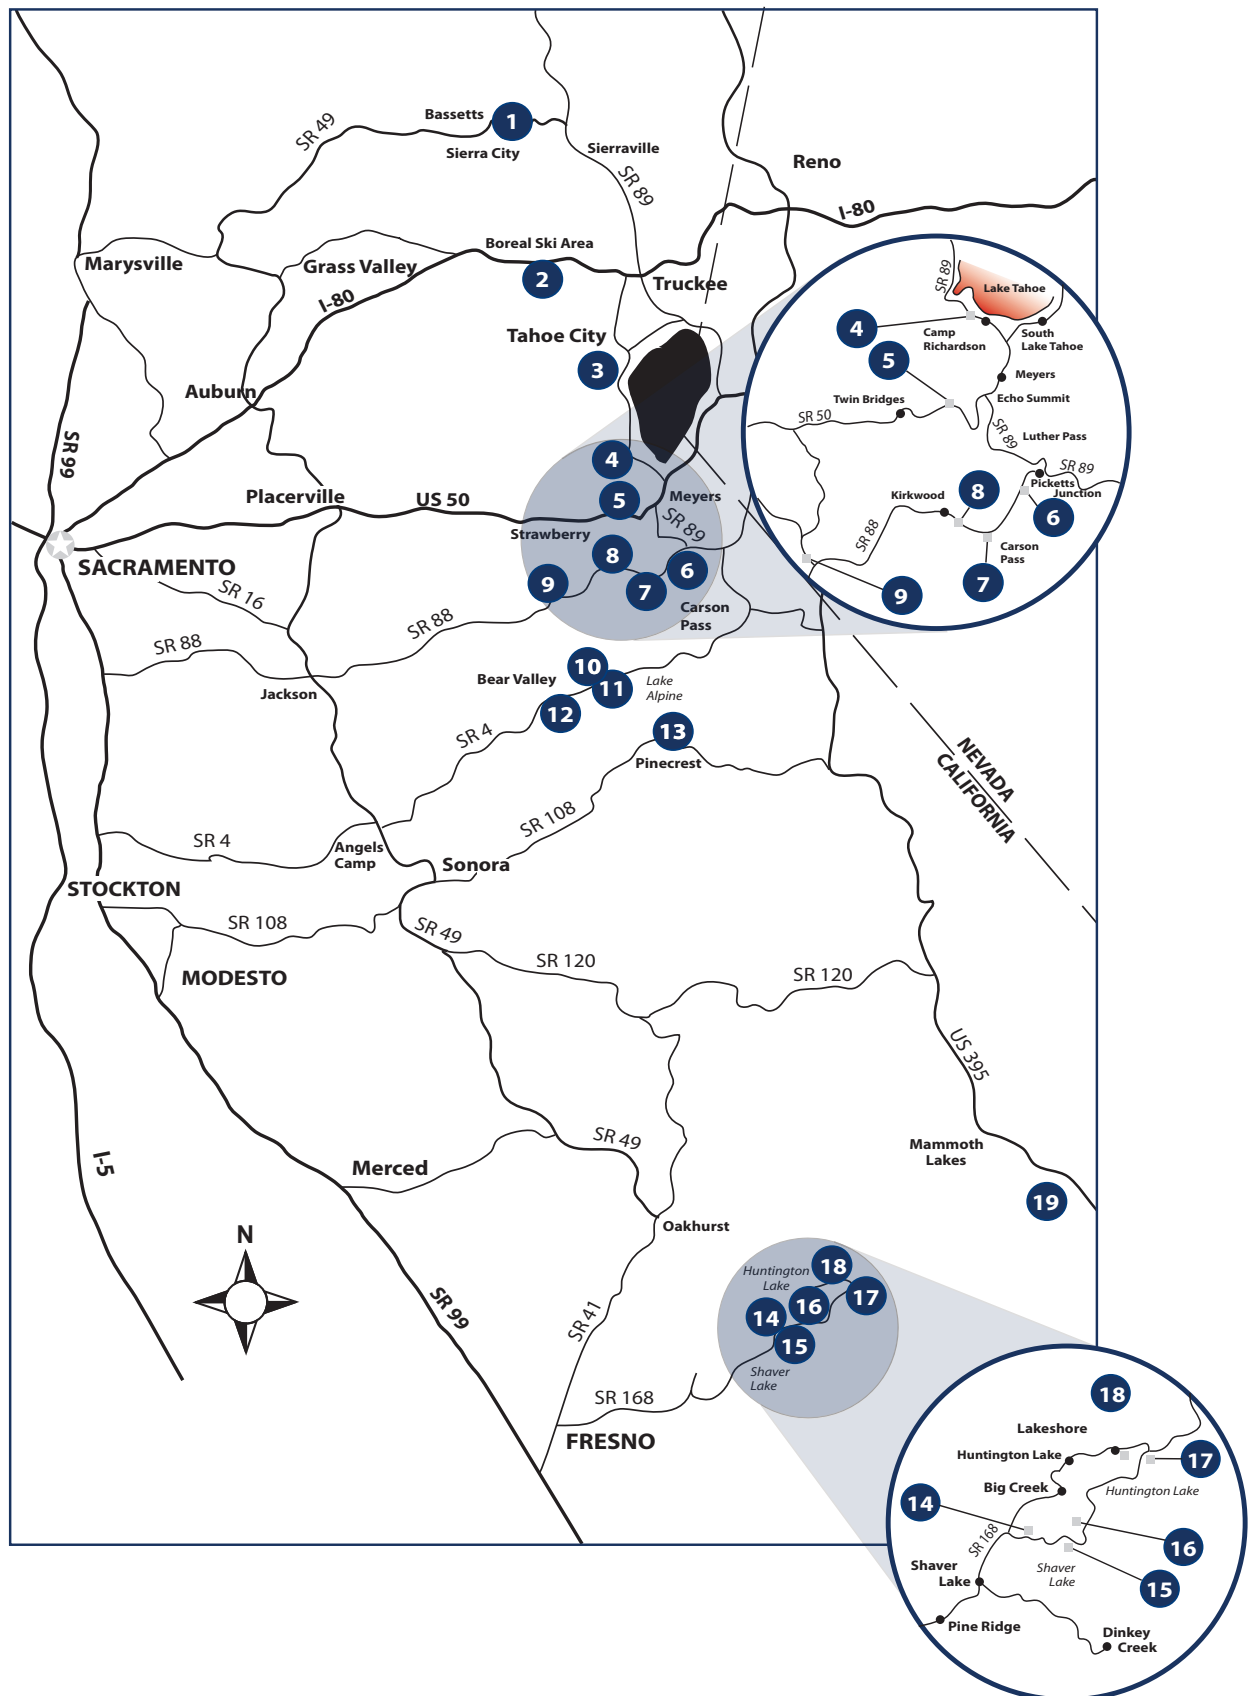 Bassetts
1
SR 49
Sierra City
Sierraville
Reno
SR 89
I-80
Marysville
Grass Valley
Boreal Ski Area
2
Truckee
I-80
Tahoe City
3
Auburn
SR 99
4
5
Placerville
US 50
Meyers
Strawberry
SR 89
8
6
9
7
Carson
Pass
SACRAMENTO
SR 16
SR 88
SR 88
Jackson
Bear Valley
10
11
12
Lake
Alpine
SR 4
13
Pinecrest
NEVADA
CALIFORNIA
SR 108
SR 4
Angels
Camp
Sonora
STOCKTON
SR 108
SR 49
SR 120
SR 120
MODESTO
US 395
I-5
Merced
SR 49
Mammoth
Lakes
19
N
Oakhurst
SR 99
SR 41
Huntington
Lake
18
17
16
14
15
Shaver
Lake
SR 168
FRESNO
SR 89
Lake Tahoe
4
Camp
Richardson
South
Lake Tahoe
5
Meyers
Twin Bridges
Echo Summit
SR 50
SR 89
Luther Pass
SR 89
Picketts
Junction
Kirkwood
8
6
SR 88
Carson
Pass
7
9
18
Lakeshore
Huntington Lake
17
Big Creek
Huntington Lake
14
SR 168
16
Shaver
Lake
Shaver
Lake
15
Pine Ridge
Dinkey
Creek